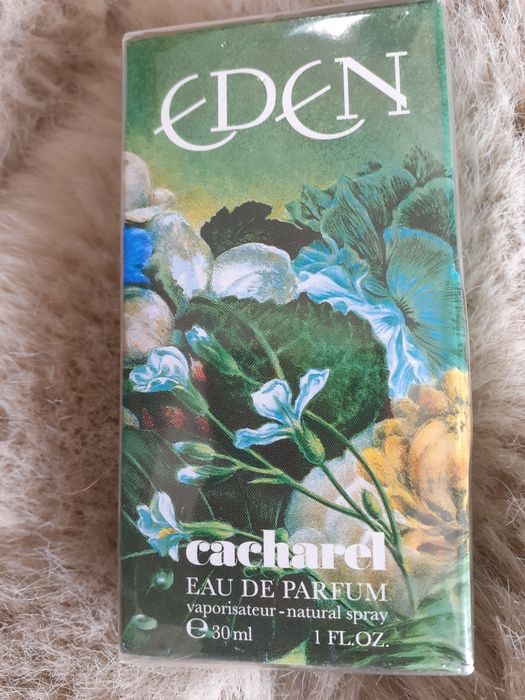 EDEN
cacharel
EAU DE PARFUM
vaporisateur - natural spray
℮ 30 ml 1 FL.OZ.